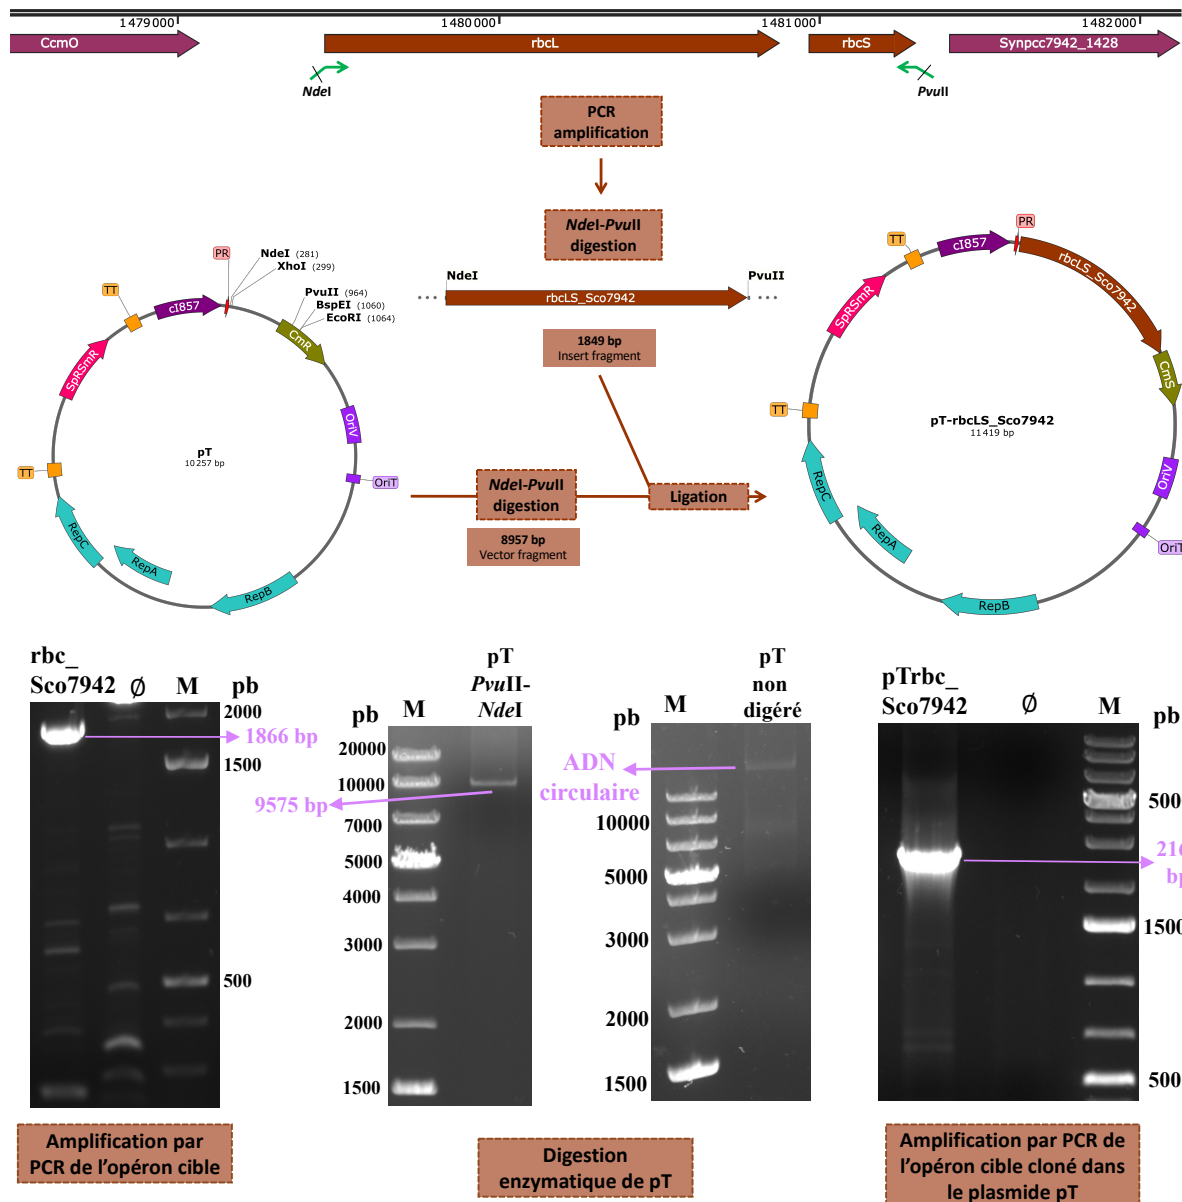 1479000
1480000
1481000
1482000
CcmO
rbcL
rbcS
Synpcc7942_1428
NdeI
PvuII
PCR
amplification
NdeI-PvuII
digestion
PR
NdeI (281)
XhoI (299)
PvuII (964)
BspEI (1060)
EcoRI (1064)
TT
cI857
CmR
SpRSmR
OriV
pT
10257 bp
TT
OriT
RepC
RepA
RepB
NdeI
PvuII
rbcLS_Sco7942
1849 bp
Insert fragment
NdeI-PvuII
digestion
Ligation
8957 bp
Vector fragment
PR
TT
cI857
rbcLS_Sco7942
SpRSmR
CmS
TT
pT-rbcLS_Sco7942
11419 bp
OriV
RepC
RepA
OriT
RepB
rbc_
Sco7942 Ø M pb
2000
1866 bp
1500
500
pT
PvuII-
NdeI
pb M
20000
10000
9575 bp
7000
5000
4000
3000
2000
1500
pT
non
digéré
M
pb
ADN
circulaire
10000
5000
3000
2000
1500
pTrbc_
Sco7942 Ø M pb
500
216
bp
1500
500
Amplification par
PCR de l'opéron cible
Digestion
enzymatique de pT
Amplification par PCR de
l'opéron cible cloné dans
le plasmide pT